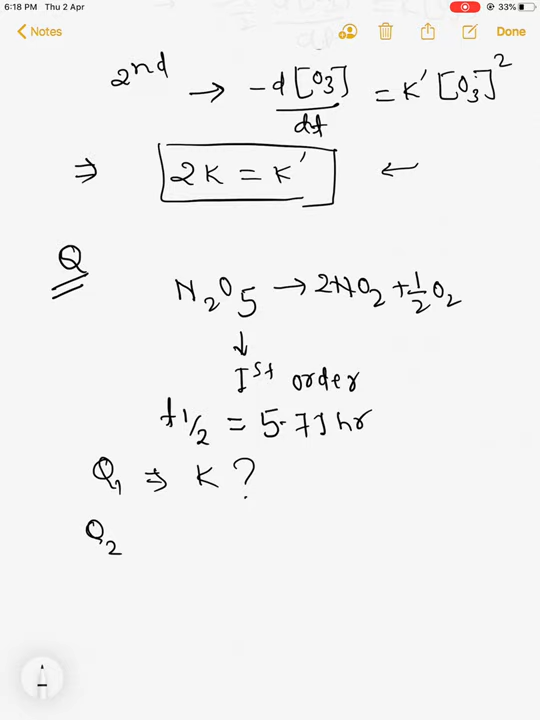 6:18 PM Thu 2 Apr 33%
Notes Done
2nd → -d[O3]/dt = K'[O3]²
⇒ 2K = K' ←
Q
N2O5 → 2NO2 + 1/2 O2
↓
Ist order
t1/2 = 5.71 hr
Q1 ⇒ K ?
Q2